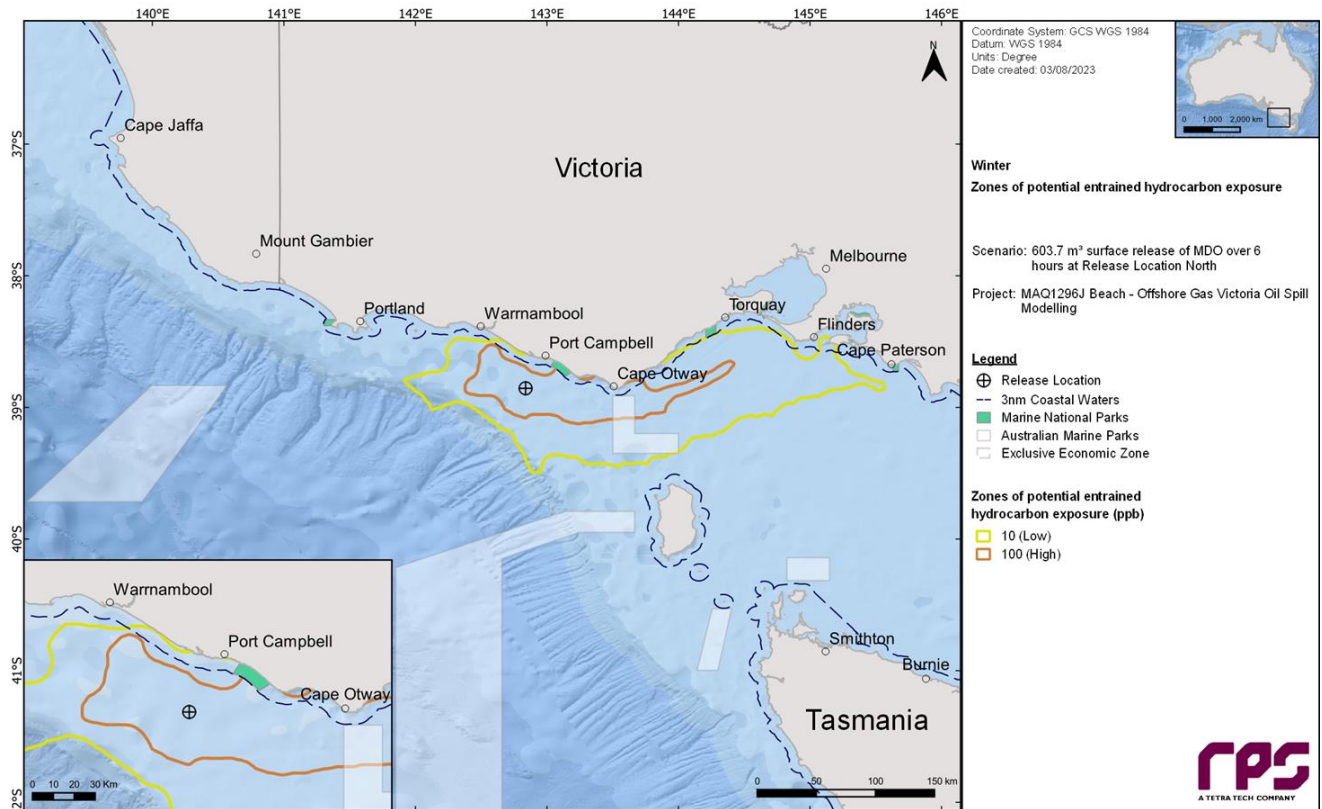 140°E
141°E
142°E
143°E
144°E
145°E
146°E
37°S
38°S
39°S
40°S
41°S
2°S
N
Cape Jaffa
Victoria
Mount Gambier
Melbourne
Portland
Warrnambool
Torquay
Flinders
Port Campbell
Cape Paterson
Cape Otway
Smithton
Burnie
Tasmania
0 50 100 150 km
Warrnambool
Port Campbell
Cape Otway
0 10 20 30 Km
Coordinate System: GCS WGS 1984
Datum: WGS 1984
Units: Degree
Date created: 03/08/2023
0 1,000 2,000 km
Winter
Zones of potential entrained hydrocarbon exposure
Scenario: 603.7 m³ surface release of MDO over 6
hours at Release Location North
Project: MAQ1296J Beach - Offshore Gas Victoria Oil Spill
Modelling
Legend
Release Location
3nm Coastal Waters
Marine National Parks
Australian Marine Parks
Exclusive Economic Zone
Zones of potential entrained
hydrocarbon exposure (ppb)
10 (Low)
100 (High)
rps
A TETRA TECH COMPANY